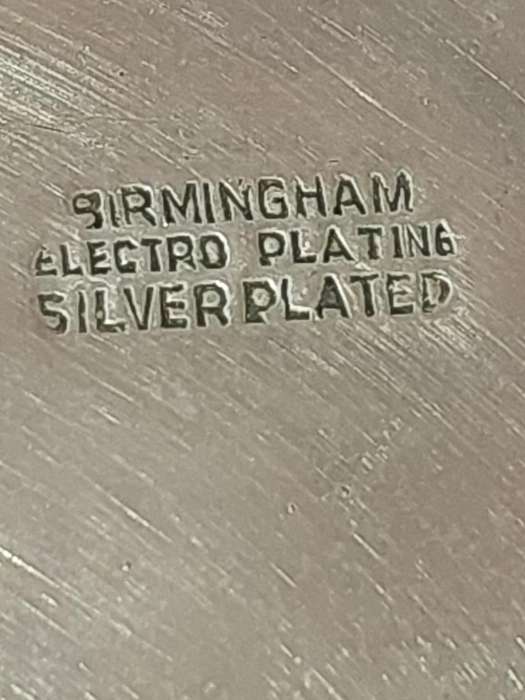 BIRMINGHAM
ELECTRO PLATING
SILVER PLATED